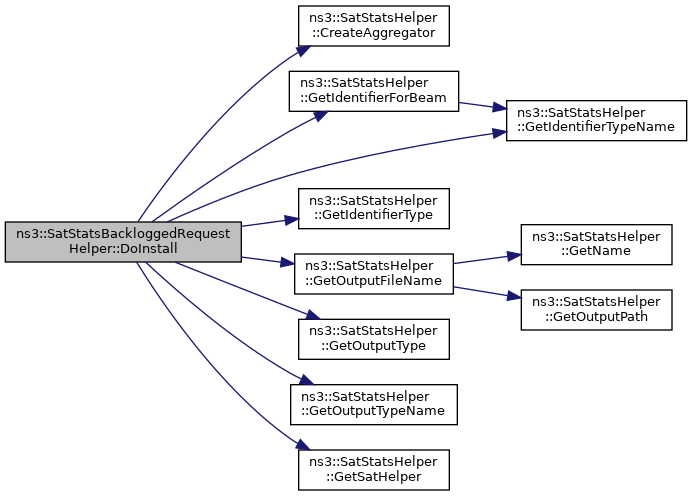 ns3::SatStatsBackloggedRequest
Helper::DoInstall
ns3::SatStatsHelper
::CreateAggregator
ns3::SatStatsHelper
::GetIdentifierForBeam
ns3::SatStatsHelper
::GetIdentifierTypeName
ns3::SatStatsHelper
::GetIdentifierType
ns3::SatStatsHelper
::GetOutputFileName
ns3::SatStatsHelper
::GetName
ns3::SatStatsHelper
::GetOutputPath
ns3::SatStatsHelper
::GetOutputType
ns3::SatStatsHelper
::GetOutputTypeName
ns3::SatStatsHelper
::GetSatHelper